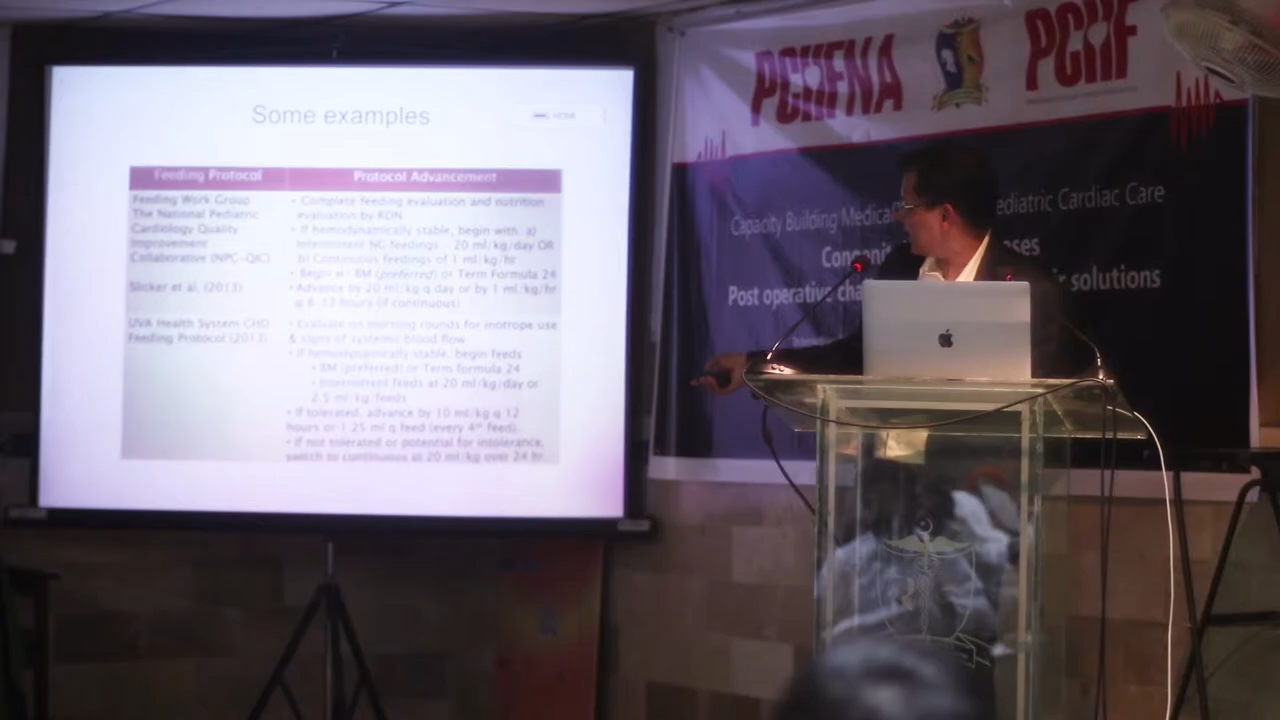 Some examples
HDMI
Feeding Protocol
Protocol Advancement
Feeding Work Group
The National Pediatric
Cardiology Quality
Improvement
Collaborative (NPC-QIC)
Slicker et al. (2013)
• Complete feeding evaluation and nutrition
evaluation by RDN
• If hemodynamically stable, begin with: a)
Intermittent NG feedings - 20 ml/kg/day OR
b) Continuous feedings of 1 ml/kg/hr
• Begin w/ BM (preferred) or Term Formula 24
• Advance by 20 ml/kg q day or by 1 ml/kg/hr
q 6-12 hours (if continuous)
UVA Health System CHD
Feeding Protocol (2013)
• Evaluate on morning rounds for inotrope use
& signs of systemic blood flow
• If hemodynamically stable, begin feeds
• BM (preferred) or Term formula 24
• Intermittent feeds at 20 ml/kg/day or
2.5 ml/kg/feeds
• If tolerated, advance by 10 ml/kg q 12
hours or 1.25 ml q feed (every 4th feed).
• If not tolerated or potential for intolerance,
switch to continuous at 20 ml/kg over 24 hr.
PCHFNA
PCHF
Capacity Building Medical ediatric Cardiac Care
Congenit ses
Post operative cha ir solutions